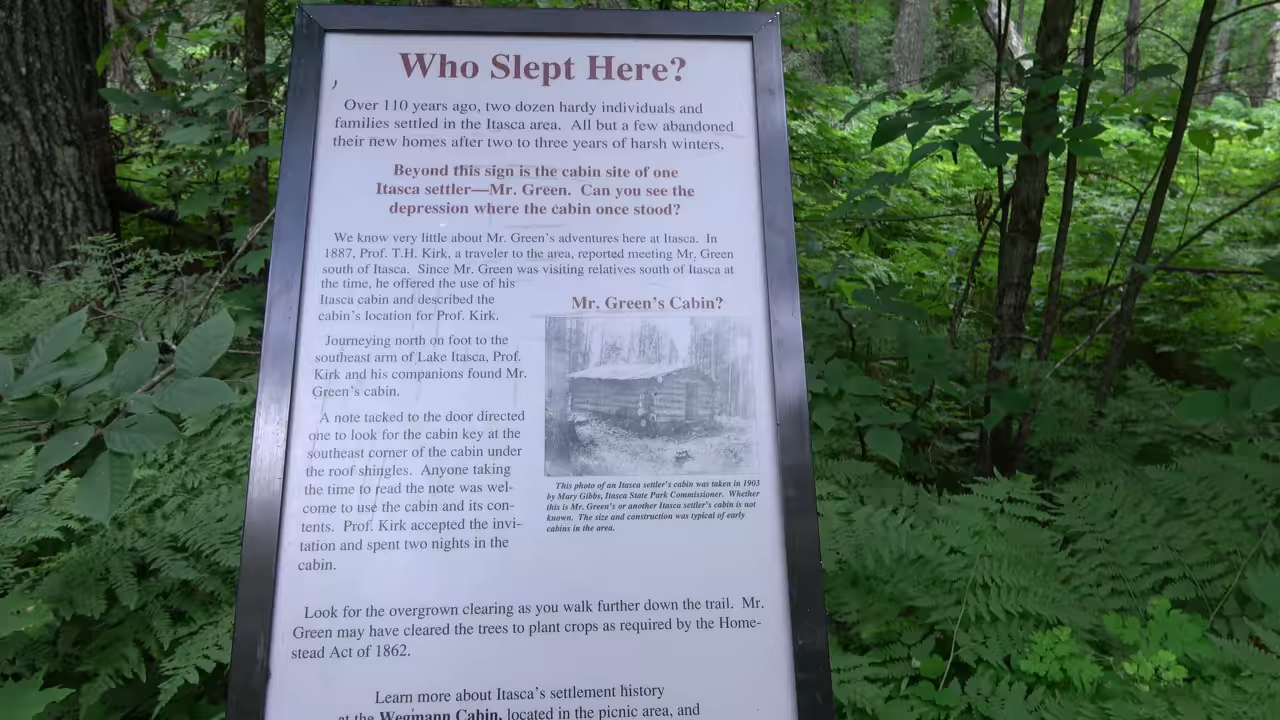 Who Slept Here?
Over 110 years ago, two dozen hardy individuals and
families settled in the Itasca area. All but a few abandoned
their new homes after two to three years of harsh winters.
Beyond this sign is the cabin site of one
Itasca settler—Mr. Green. Can you see the
depression where the cabin once stood?
We know very little about Mr. Green's adventures here at Itasca. In
1887, Prof. T.H. Kirk, a traveler to the area, reported meeting Mr. Green
south of Itasca. Since Mr. Green was visiting relatives south of Itasca at
the time, he offered the use of his
Itasca cabin and described the
cabin's location for Prof. Kirk.
Journeying north on foot to the
southeast arm of Lake Itasca, Prof.
Kirk and his companions found Mr.
Green's cabin.
A note tacked to the door directed
one to look for the cabin key at the
southeast corner of the cabin under
the roof shingles. Anyone taking
the time to read the note was wel-
come to use the cabin and its con-
tents. Prof. Kirk accepted the invi-
tation and spent two nights in the
cabin.
Mr. Green's Cabin?
This photo of an Itasca settler's cabin was taken in 1903
by Mary Gibbs, Itasca State Park Commissioner. Whether
this is Mr. Green's or another Itasca settler's cabin is not
known. The size and construction was typical of early
cabins in the area.
Look for the overgrown clearing as you walk further down the trail. Mr.
Green may have cleared the trees to plant crops as required by the Home-
stead Act of 1862.
Learn more about Itasca's settlement history
at the Wegmann Cabin, located in the picnic area, and